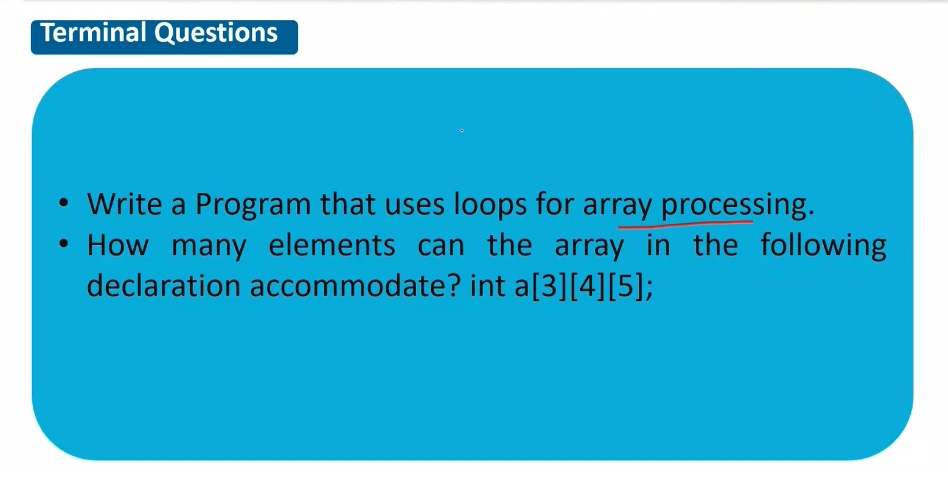 Terminal Questions
• Write a Program that uses loops for array processing.
• How many elements can the array in the following
declaration accommodate? int a[3][4][5];